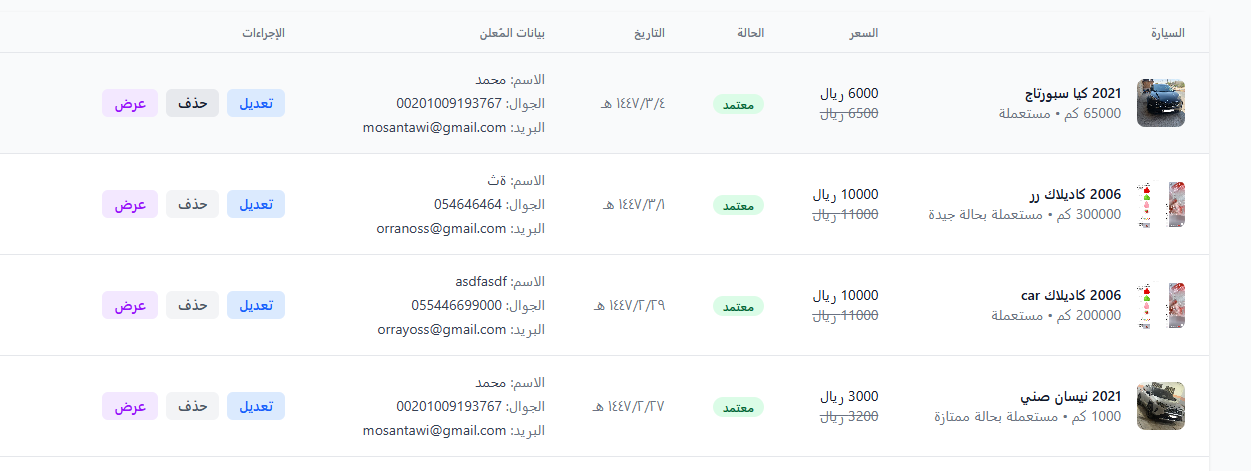 السيارة
السعر
الحالة
التاريخ
بيانات المُعلن
الإجراءات
2021 كيا سبورتاج
65000 كم • مستعملة
6000 ريال
6500 ريال
معتمد
١٤٤٧/٣/٤ هـ
الاسم: محمد
الجوال: 00201009193767
البريد: mosantawi@gmail.com
تعديل
حذف
عرض
2006 كاديلاك رر
300000 كم • مستعملة بحالة جيدة
10000 ريال
11000 ريال
معتمد
١٤٤٧/٣/١ هـ
الاسم: ةث
الجوال: 054646464
البريد: orranoss@gmail.com
تعديل
حذف
عرض
2006 كاديلاك car
200000 كم • مستعملة
10000 ريال
11000 ريال
معتمد
١٤٤٧/٢/٢٩ هـ
الاسم: asdfasdf
الجوال: 055446699000
البريد: orrayoss@gmail.com
تعديل
حذف
عرض
2021 نيسان صني
1000 كم • مستعملة بحالة ممتازة
3000 ريال
3200 ريال
معتمد
١٤٤٧/٢/٢٧ هـ
الاسم: محمد
الجوال: 00201009193767
البريد: mosantawi@gmail.com
تعديل
حذف
عرض